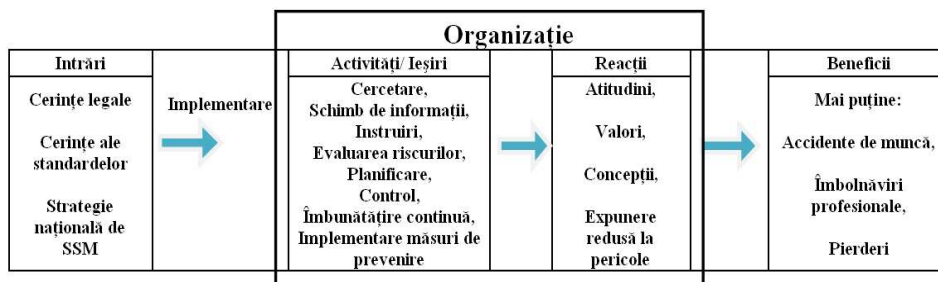 Organizație
Intrări
Cerințe legale
Cerințe ale
standardelor
Strategie
națională de
SSM
Implementare
Activități/ Ieșiri
Cercetare,
Schimb de informații,
Instruiri,
Evaluarea riscurilor,
Planificare,
Control,
Îmbunătățire continuă,
Implementare măsuri de
prevenire
Reacții
Atitudini,
Valori,
Concepții,
Expunere
redusă la
pericole
Beneficii
Mai puține:
Accidente de muncă,
Îmbolnăviri
profesionale,
Pierderi